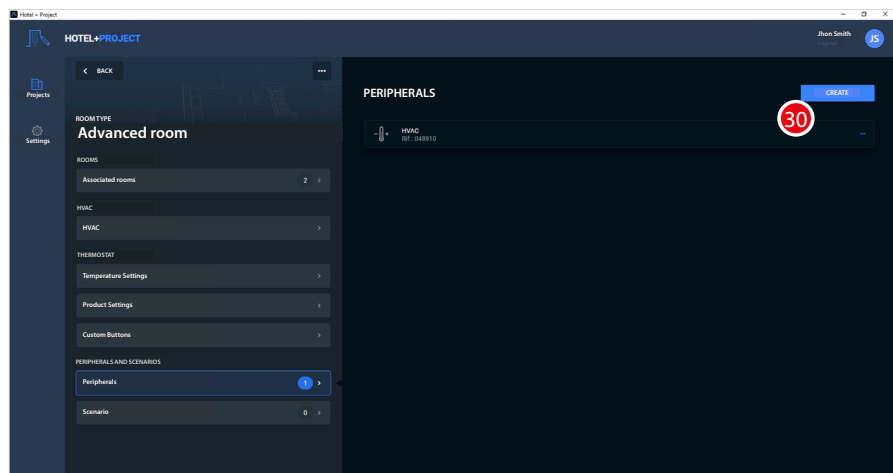 Hotel + Project
HOTEL+PROJECT
Jhon Smith
Logout
JS
Projects
Settings
BACK
ROOM TYPE
Advanced room
ROOMS
Associated rooms 2
HVAC
HVAC
THERMOSTAT
Temperature Settings
Product Settings
Custom Buttons
PERIPHERALS AND SCENARIOS
Peripherals 1
Scenario 0
PERIPHERALS
CREATE
30
HVAC
Rif.: 048910